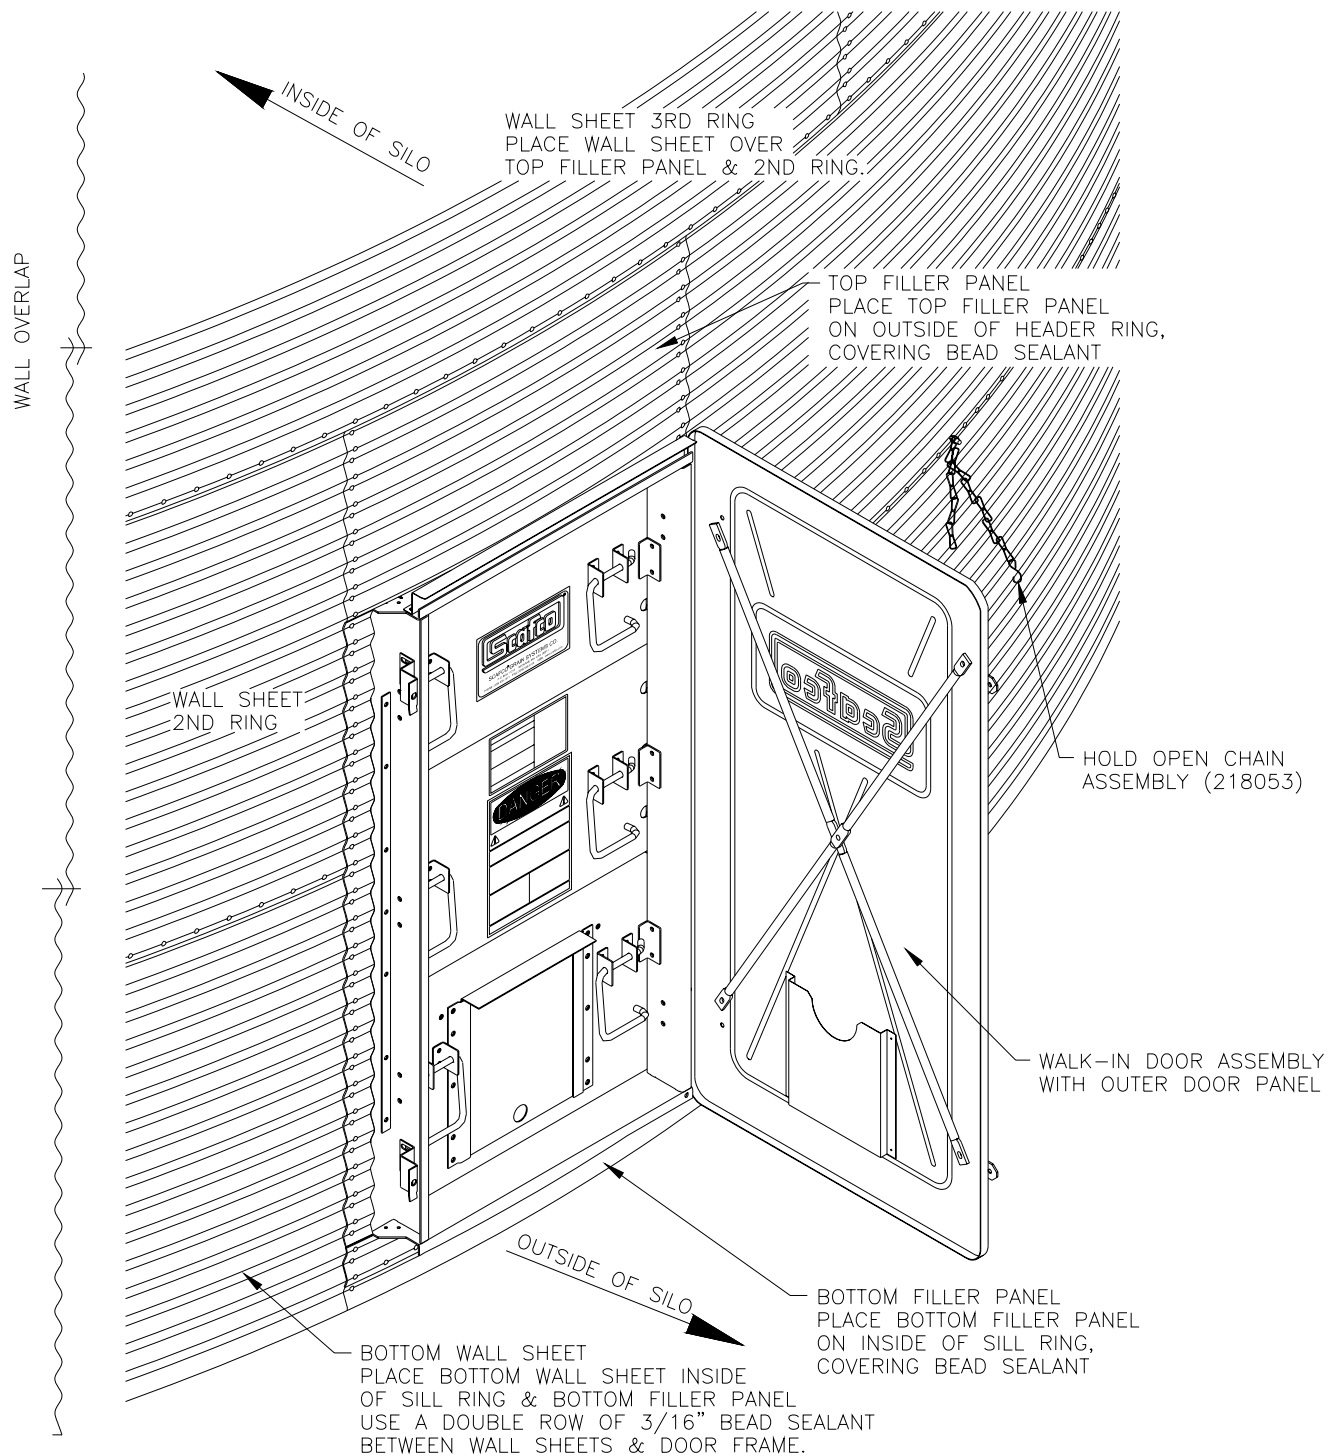 INSIDE OF SILO
WALL SHEET 3RD RING
PLACE WALL SHEET OVER
TOP FILLER PANEL & 2ND RING.
WALL OVERLAP
TOP FILLER PANEL
PLACE TOP FILLER PANEL
ON OUTSIDE OF HEADER RING,
COVERING BEAD SEALANT
Scafco
SCAFCO GRAIN SYSTEMS CO.
Scafco
WALL SHEET
2ND RING
DANGER
HOLD OPEN CHAIN
ASSEMBLY (218053)
WALK-IN DOOR ASSEMBLY
WITH OUTER DOOR PANEL
OUTSIDE OF SILO
BOTTOM FILLER PANEL
PLACE BOTTOM FILLER PANEL
ON INSIDE OF SILL RING,
COVERING BEAD SEALANT
BOTTOM WALL SHEET
PLACE BOTTOM WALL SHEET INSIDE
OF SILL RING & BOTTOM FILLER PANEL
USE A DOUBLE ROW OF 3/16" BEAD SEALANT
BETWEEN WALL SHEETS & DOOR FRAME.